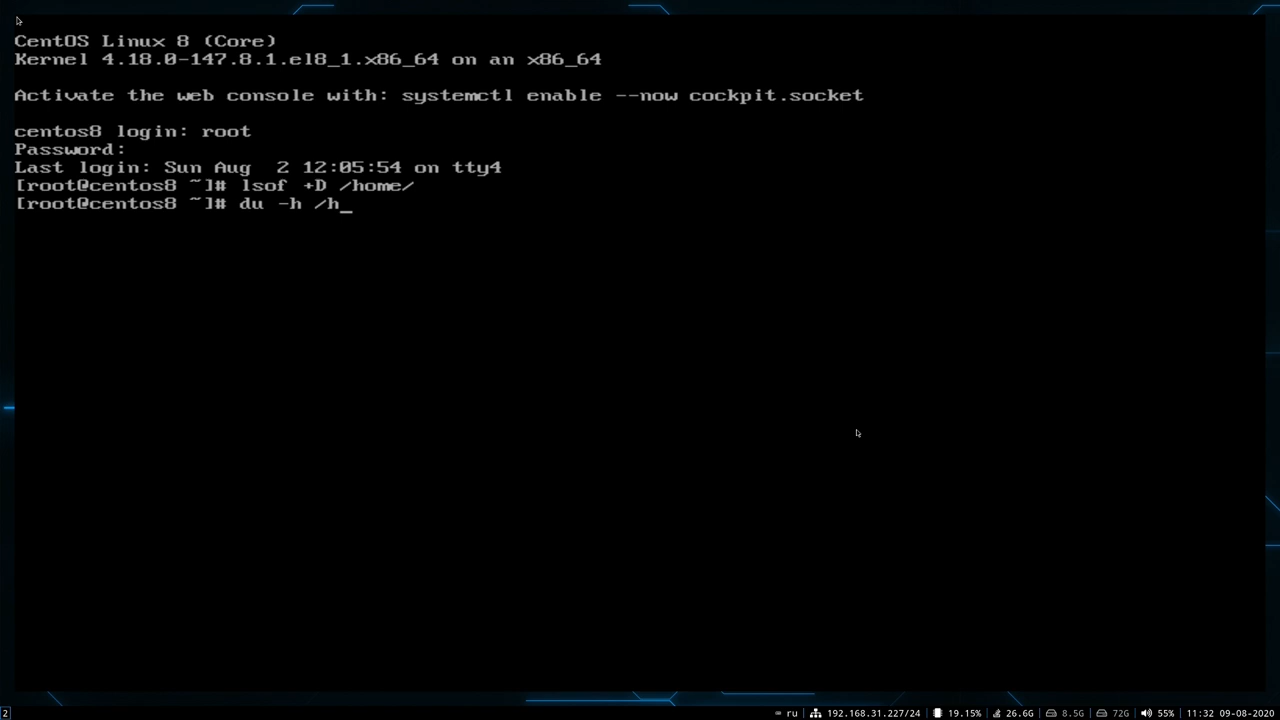 CentOS Linux 8 (Core)
Kernel 4.18.0-147.8.1.el8_1.x86_64 on an x86_64
Activate the web console with: systemctl enable --now cockpit.socket
centos8 login: root
Password:
Last login: Sun Aug  2 12:05:54 on tty4
[root@centos8 ~]# lsof +D /home/
[root@centos8 ~]# du -h /h_
2 ru 192.168.31.227/24 19.15% 26.6G 8.5G 72G 55% 11:32 09-08-2020